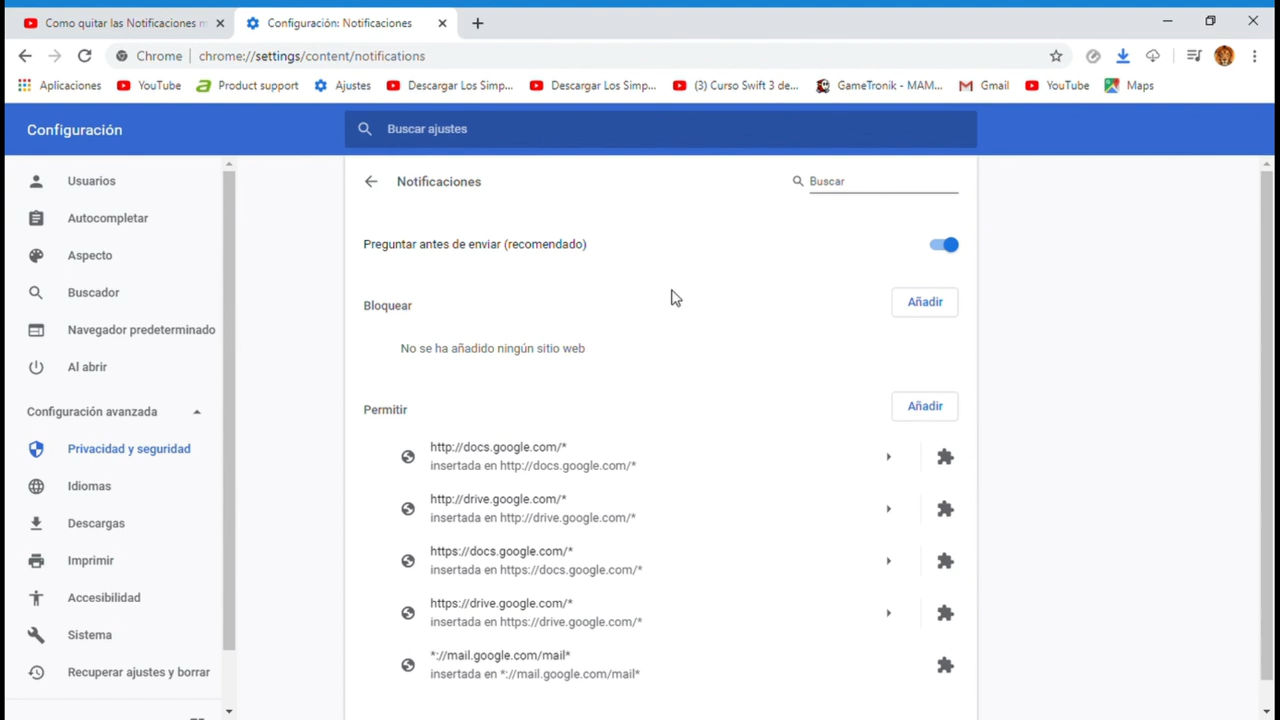 Como quitar las Notificaciones m
Configuración: Notificaciones
Chrome
chrome://settings/content/notifications
Aplicaciones
YouTube
Product support
Ajustes
Descargar Los Simp...
Descargar Los Simp...
(3) Curso Swift 3 de...
GameTronik - MAM...
Gmail
YouTube
Maps
Configuración
Buscar ajustes
Usuarios
Autocompletar
Aspecto
Buscador
Navegador predeterminado
Al abrir
Configuración avanzada
Privacidad y seguridad
Idiomas
Descargas
Imprimir
Accesibilidad
Sistema
Recuperar ajustes y borrar
Notificaciones
Buscar
Preguntar antes de enviar (recomendado)
Bloquear
Añadir
No se ha añadido ningún sitio web
Permitir
Añadir
http://docs.google.com/*
insertada en http://docs.google.com/*
http://drive.google.com/*
insertada en http://drive.google.com/*
https://docs.google.com/*
insertada en https://docs.google.com/*
https://drive.google.com/*
insertada en https://drive.google.com/*
*://mail.google.com/mail*
insertada en *://mail.google.com/mail*